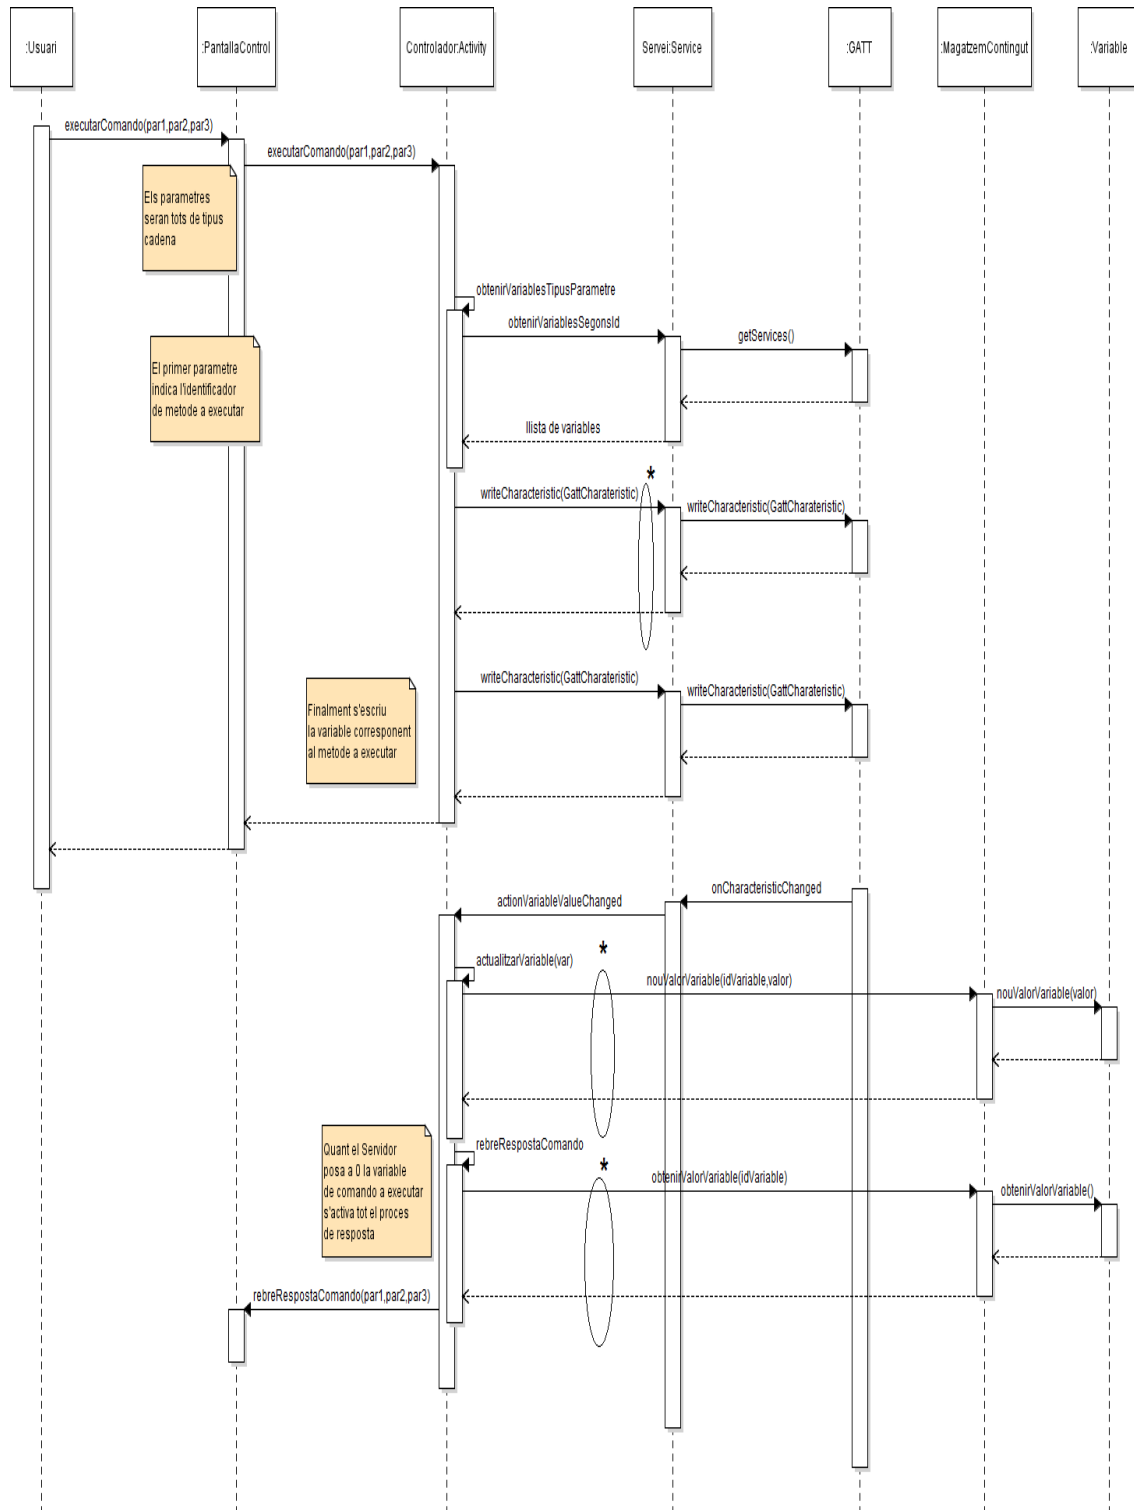 :Usuari
:PantallaControl
Controlador:Activity
Servei:Service
:GATT
:MagatzemContingut
:Variable
executarComando(par1,par2,par3)
executarComando(par1,par2,par3)
Els parametres
seran tots de tipus
cadena
obtenirVariablesTipusParametre
obtenirVariablesSegonsId
getServices()
El primer parametre
indica l'identificador
de metode a executar
llista de variables
*
writeCharacteristic(GattCharateristic)
writeCharacteristic(GattCharateristic)
writeCharacteristic(GattCharateristic)
writeCharacteristic(GattCharateristic)
Finalment s'escriu
la variable corresponent
al metode a executar
onCharacteristicChanged
actionVariableValueChanged
*
actualitzarVariable(var)
nouValorVariable(idVariable,valor)
nouValorVariable(valor)
Quant el Servidor
posa a 0 la variable
de comando a executar
s'activa tot el proces
de resposta
rebreRespostaComando
*
obtenirValorVariable(idVariable)
obtenirValorVariable()
rebreRespostaComando(par1,par2,par3)